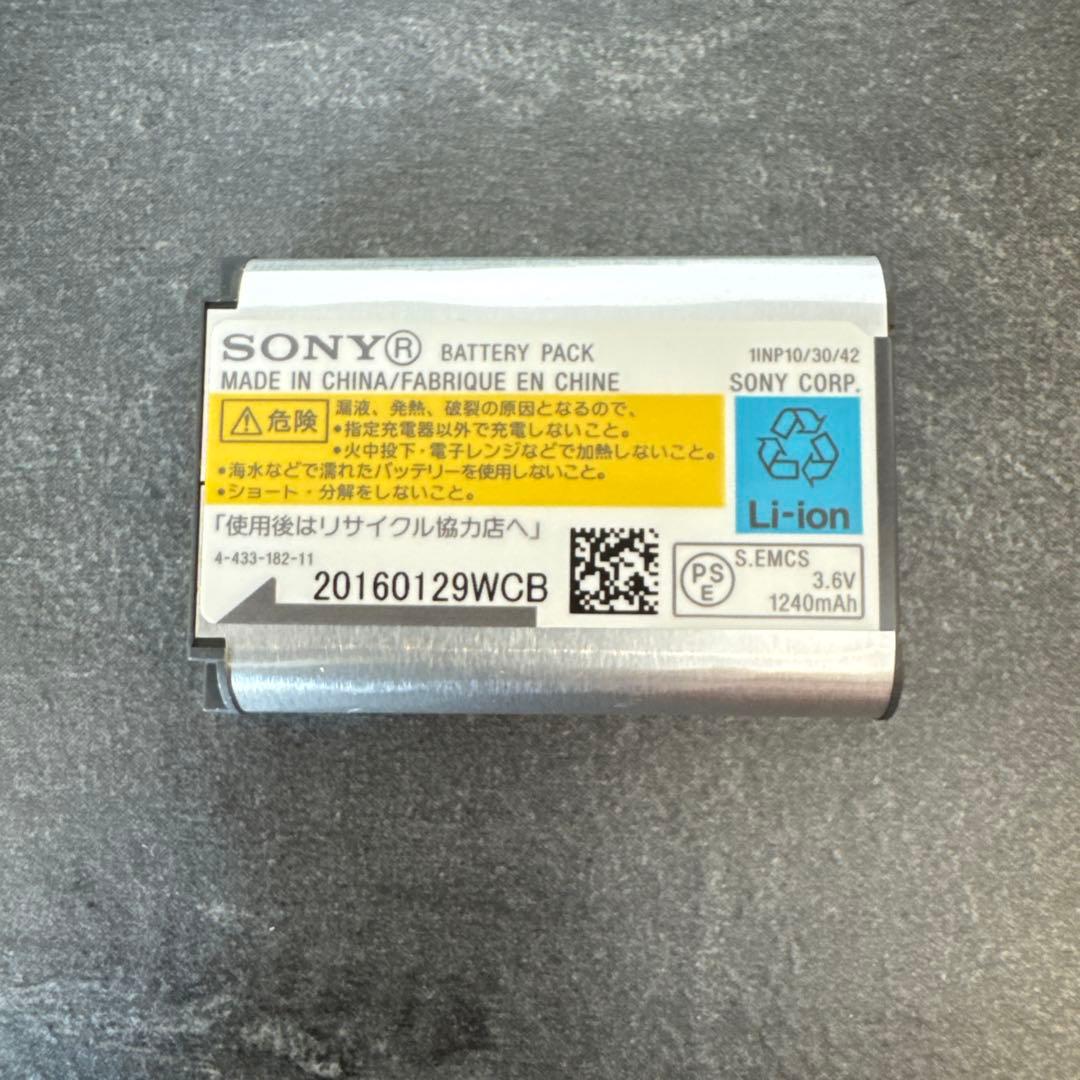 SONY® BATTERY PACK 1INP10/30/42
MADE IN CHINA/FABRIQUE EN CHINE SONY CORP.
⚠危険 漏液、発熱、破裂の原因となるので、
•指定充電器以外で充電しないこと。
•火中投下・電子レンジなどで加熱しないこと。
•海水などで濡れたバッテリーを使用しないこと。
•ショート・分解をしないこと。
Li-ion
「使用後はリサイクル協力店へ」
4-433-182-11
20160129WCB
PSE S.EMCS
3.6V
1240mAh